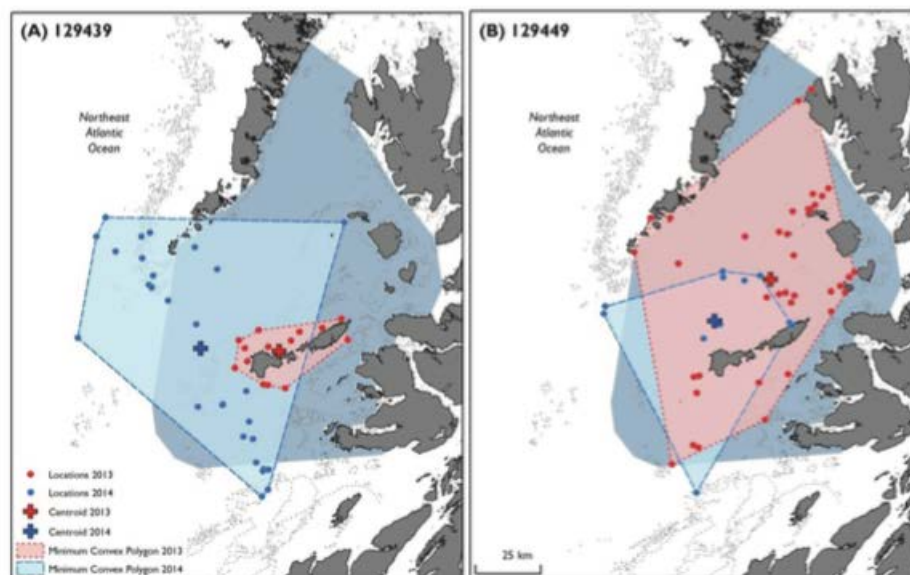 (A) 129439
Northeast
Atlantic
Ocean
Locations 2013
Locations 2014
Centroid 2013
Centroid 2014
Minimum Convex Polygon 2013
Minimum Convex Polygon 2014
(B) 129449
Northeast
Atlantic
Ocean
25 km